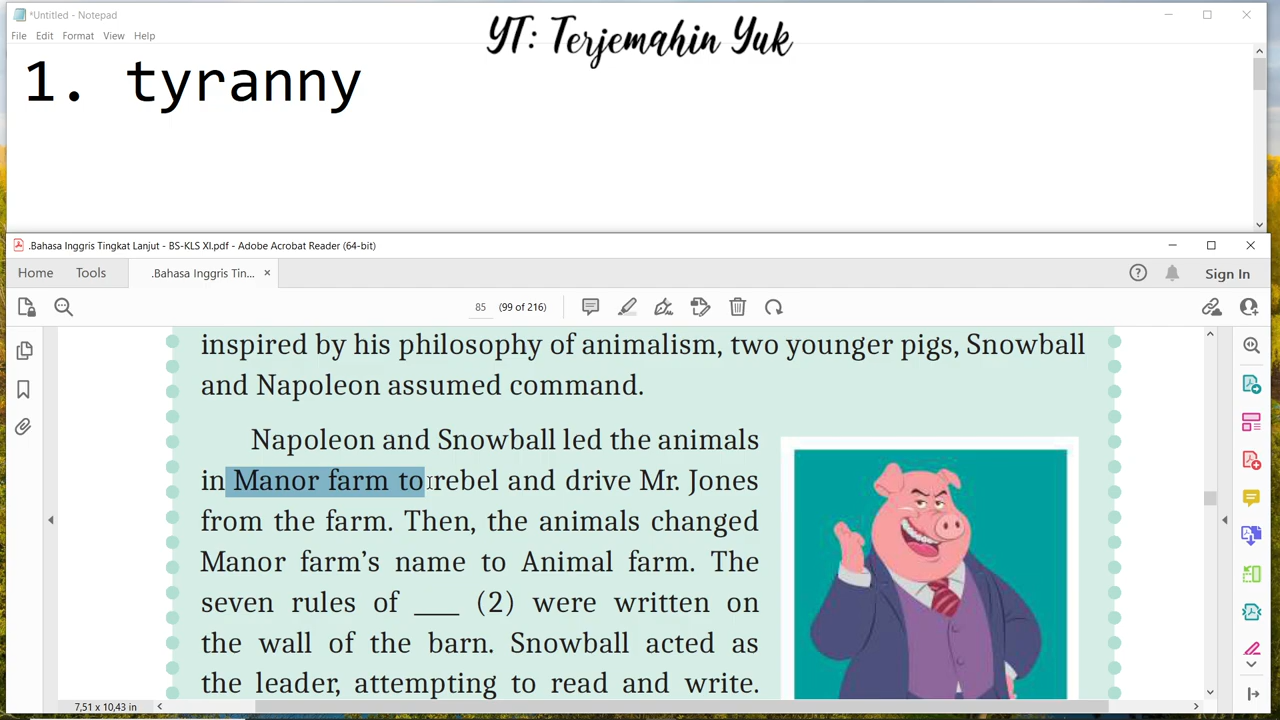 *Untitled - Notepad
File Edit Format View Help
YT: Terjemahin Yuk
1. tyranny
.Bahasa Inggris Tingkat Lanjut - BS-KLS XI.pdf - Adobe Acrobat Reader (64-bit)
Home Tools .Bahasa Inggris Tin... × Sign In
85 (99 of 216)
inspired by his philosophy of animalism, two younger pigs, Snowball
and Napoleon assumed command.
Napoleon and Snowball led the animals
in Manor farm to rebel and drive Mr. Jones
from the farm. Then, the animals changed
Manor farm’s name to Animal farm. The
seven rules of ____ (2) were written on
the wall of the barn. Snowball acted as
the leader, attempting to read and write.
7,51 x 10,43 in